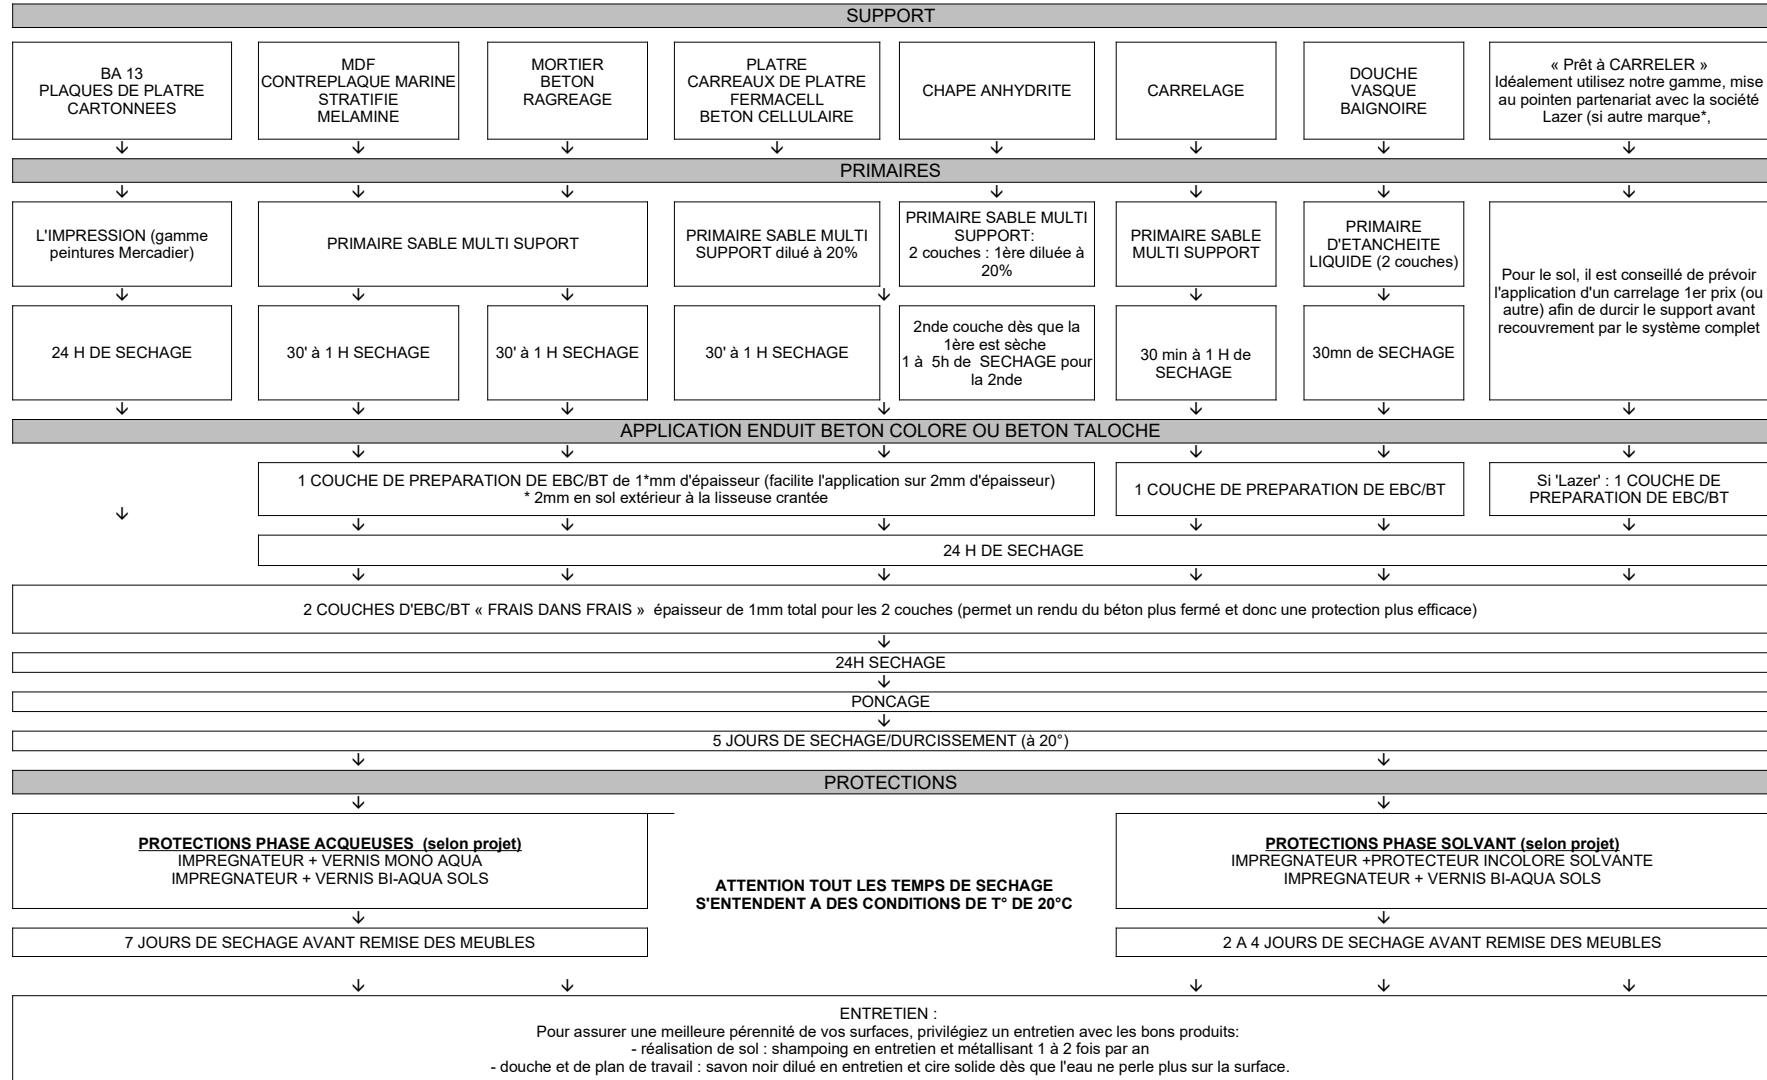 SUPPORT
BA 13
PLAQUES DE PLATRE
CARTONNEES
MDF
CONTREPLAQUE MARINE
STRATIFIE
MELAMINE
MORTIER
BETON
RAGREAGE
PLATRE
CARREAUX DE PLATRE
FERMACELL
BETON CELLULAIRE
CHAPE ANHYDRITE
CARRELAGE
DOUCHE
VASQUE
BAIGNOIRE
« Prêt à CARRELER »
Idéalement utilisez notre gamme, mise
au pointen partenariat avec la société
Lazer (si autre marque*,
PRIMAIRES
L'IMPRESSION (gamme
peintures Mercadier)
PRIMAIRE SABLE MULTI SUPORT
PRIMAIRE SABLE MULTI
SUPPORT dilué à 20%
PRIMAIRE SABLE MULTI
SUPPORT:
2 couches : 1ère diluée à
20%
PRIMAIRE SABLE
MULTI SUPPORT
PRIMAIRE
D'ETANCHEITE
LIQUIDE (2 couches)
Pour le sol, il est conseillé de prévoir
l'application d'un carrelage 1er prix (ou
autre) afin de durcir le support avant
recouvrement par le système complet
24 H DE SECHAGE
30' à 1 H SECHAGE
30' à 1 H SECHAGE
30' à 1 H SECHAGE
2nde couche dès que la
1ère est sèche
1 à 5h de SECHAGE pour
la 2nde
30 min à 1 H de
SECHAGE
30mn de SECHAGE
APPLICATION ENDUIT BETON COLORE OU BETON TALOCHE
1 COUCHE DE PREPARATION DE EBC/BT de 1*mm d'épaisseur (facilite l'application sur 2mm d'épaisseur)
* 2mm en sol extérieur à la lisseuse crantée
1 COUCHE DE PREPARATION DE EBC/BT
Si 'Lazer' : 1 COUCHE DE
PREPARATION DE EBC/BT
24 H DE SECHAGE
2 COUCHES D'EBC/BT « FRAIS DANS FRAIS » épaisseur de 1mm total pour les 2 couches (permet un rendu du béton plus fermé et donc une protection plus efficace)
24H SECHAGE
PONCAGE
5 JOURS DE SECHAGE/DURCISSEMENT (à 20°)
PROTECTIONS
PROTECTIONS PHASE ACQUEUSES (selon projet)
IMPREGNATEUR + VERNIS MONO AQUA
IMPREGNATEUR + VERNIS BI-AQUA SOLS
ATTENTION TOUT LES TEMPS DE SECHAGE
S'ENTENDENT A DES CONDITIONS DE T° DE 20°C
PROTECTIONS PHASE SOLVANT (selon projet)
IMPREGNATEUR +PROTECTEUR INCOLORE SOLVANTE
IMPREGNATEUR + VERNIS BI-AQUA SOLS
7 JOURS DE SECHAGE AVANT REMISE DES MEUBLES
2 A 4 JOURS DE SECHAGE AVANT REMISE DES MEUBLES
ENTRETIEN :
Pour assurer une meilleure pérennité de vos surfaces, privilégiez un entretien avec les bons produits:
- réalisation de sol : shampoing en entretien et métallisant 1 à 2 fois par an
- douche et de plan de travail : savon noir dilué en entretien et cire solide dès que l'eau ne perle plus sur la surface.